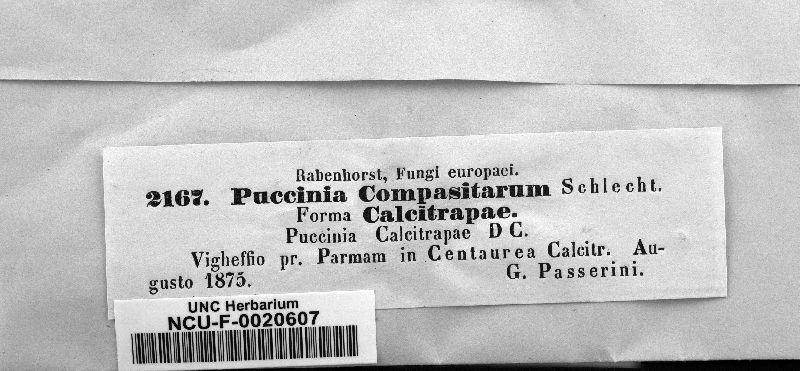 Rabenhorst, Fungi europaei.
2167. Puccinia Compasitarum Schlecht.
Forma Calcitrapae.
Puccinia Calcitrapae DC.
Vigheffio pr. Parmam in Centaurea Calcitr. Au-
gusto 1875. G. Passerini.
UNC Herbarium
NCU-F-0020607